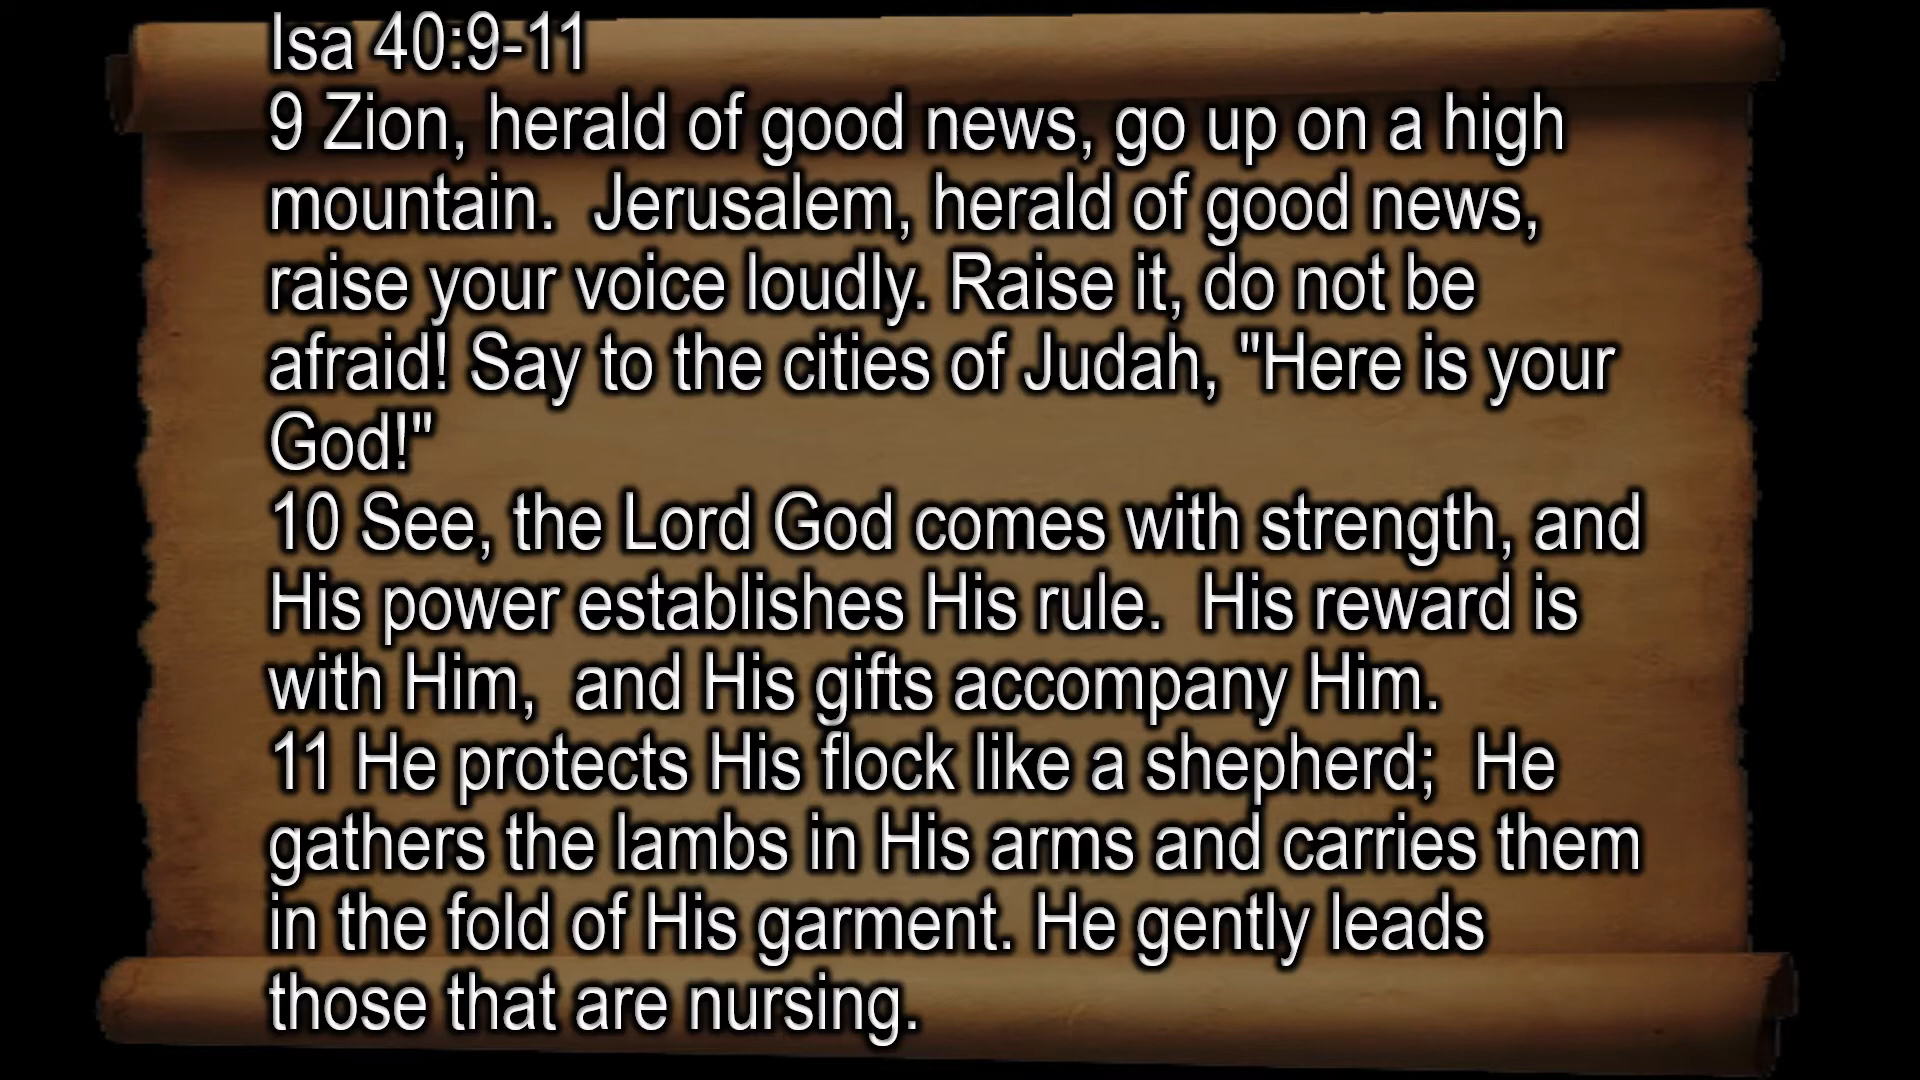 Isa 40:9-11
9 Zion, herald of good news, go up on a high
mountain.  Jerusalem, herald of good news,
raise your voice loudly. Raise it, do not be
afraid! Say to the cities of Judah, "Here is your
God!"
10 See, the Lord God comes with strength, and
His power establishes His rule.  His reward is
with Him,  and His gifts accompany Him.
11 He protects His flock like a shepherd;  He
gathers the lambs in His arms and carries them
in the fold of His garment. He gently leads
those that are nursing.